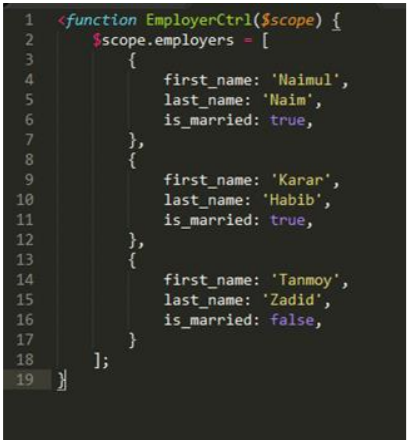 1 <function EmployerCtrl($scope) {
2 $scope.employers = [
3 {
4 first_name: 'Naimul',
5 last_name: 'Naim',
6 is_married: true,
7 },
8 {
9 first_name: 'Karar',
10 last_name: 'Habib',
11 is_married: true,
12 },
13 {
14 first_name: 'Tanmoy',
15 last_name: 'Zadid',
16 is_married: false,
17 }
18 ];
19 }